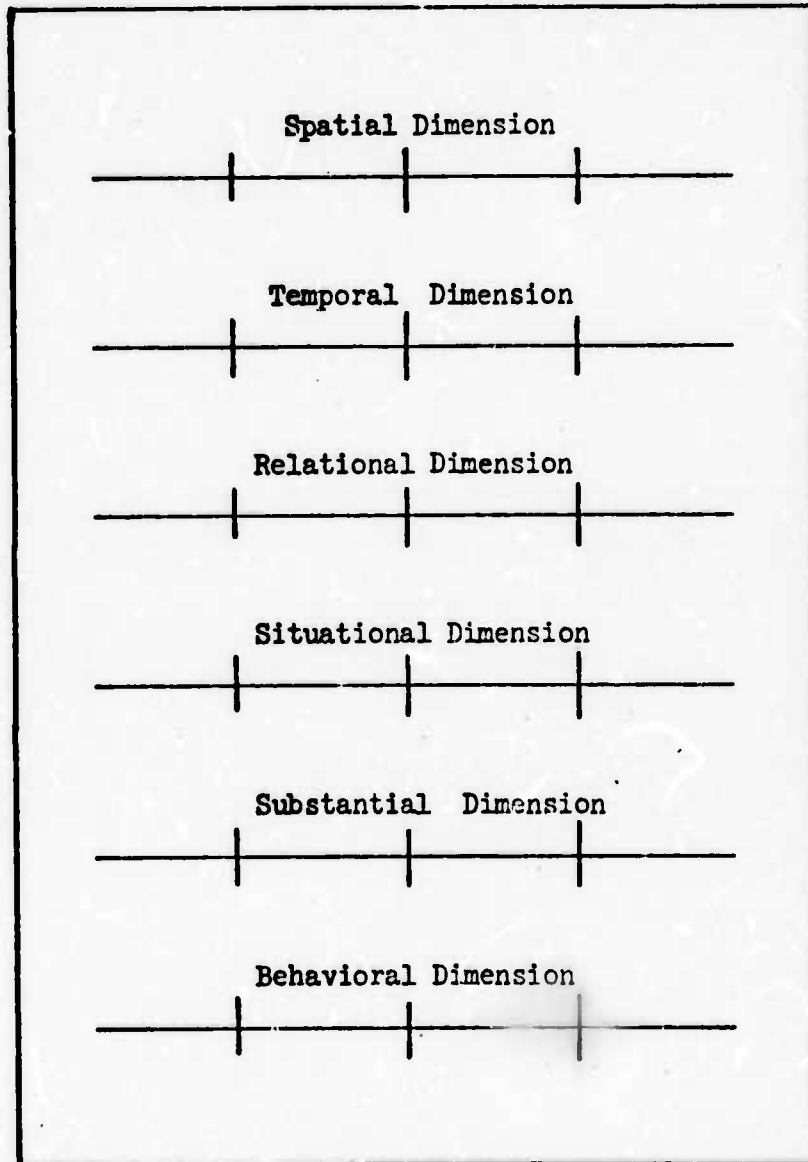 Spatial Dimension
Temporal Dimension
Relational Dimension
Situational Dimension
Substantial Dimension
Behavioral Dimension